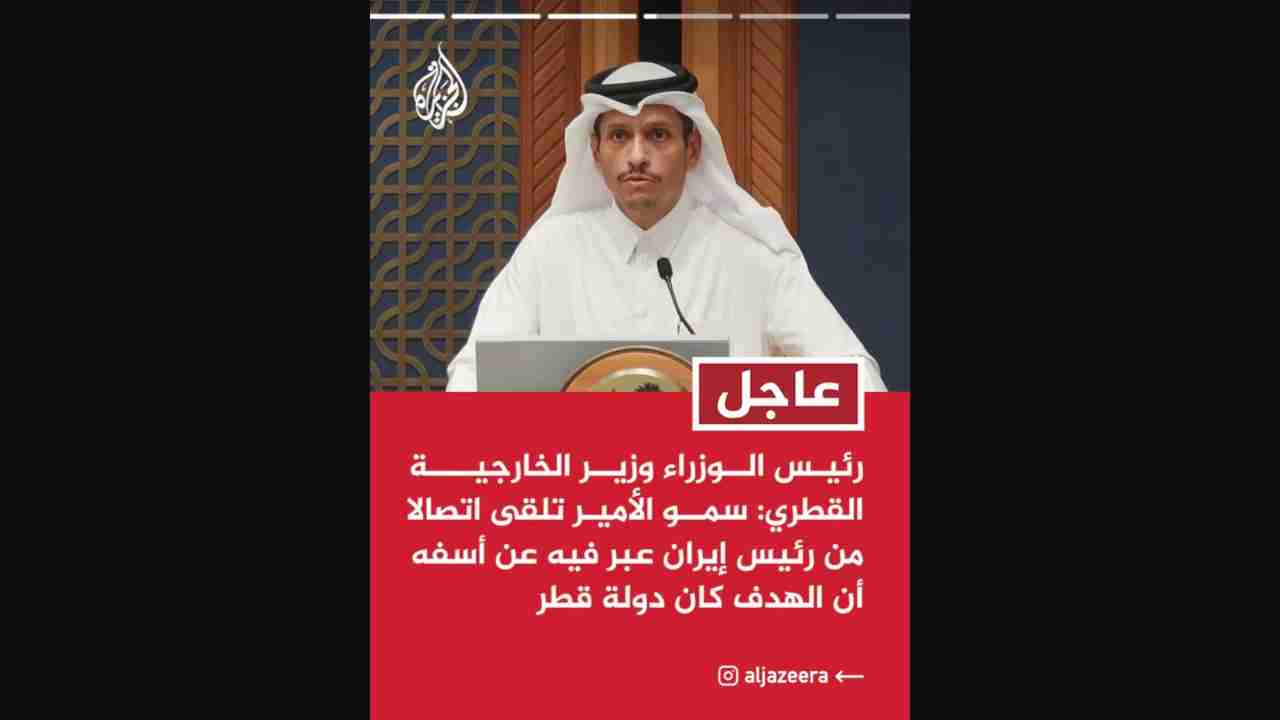 الجزيرة
عاجل
رئيس الوزراء وزير الخارجية
القطري: سمو الأمير تلقى اتصالا
من رئيس إيران عبر فيه عن أسفه
أن الهدف كان دولة قطر
aljazeera